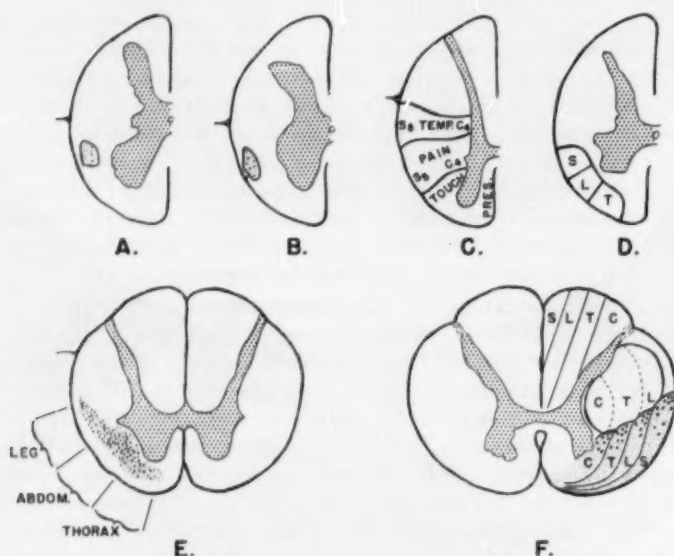 A.
B.
S5 TEMP. C4
PAIN
C4
S5
TOUCH
PRES.
C.
S
L
T
D.
LEG
ABDOM.
THORAX
E.
S L T C
C T L
C T L S
F.